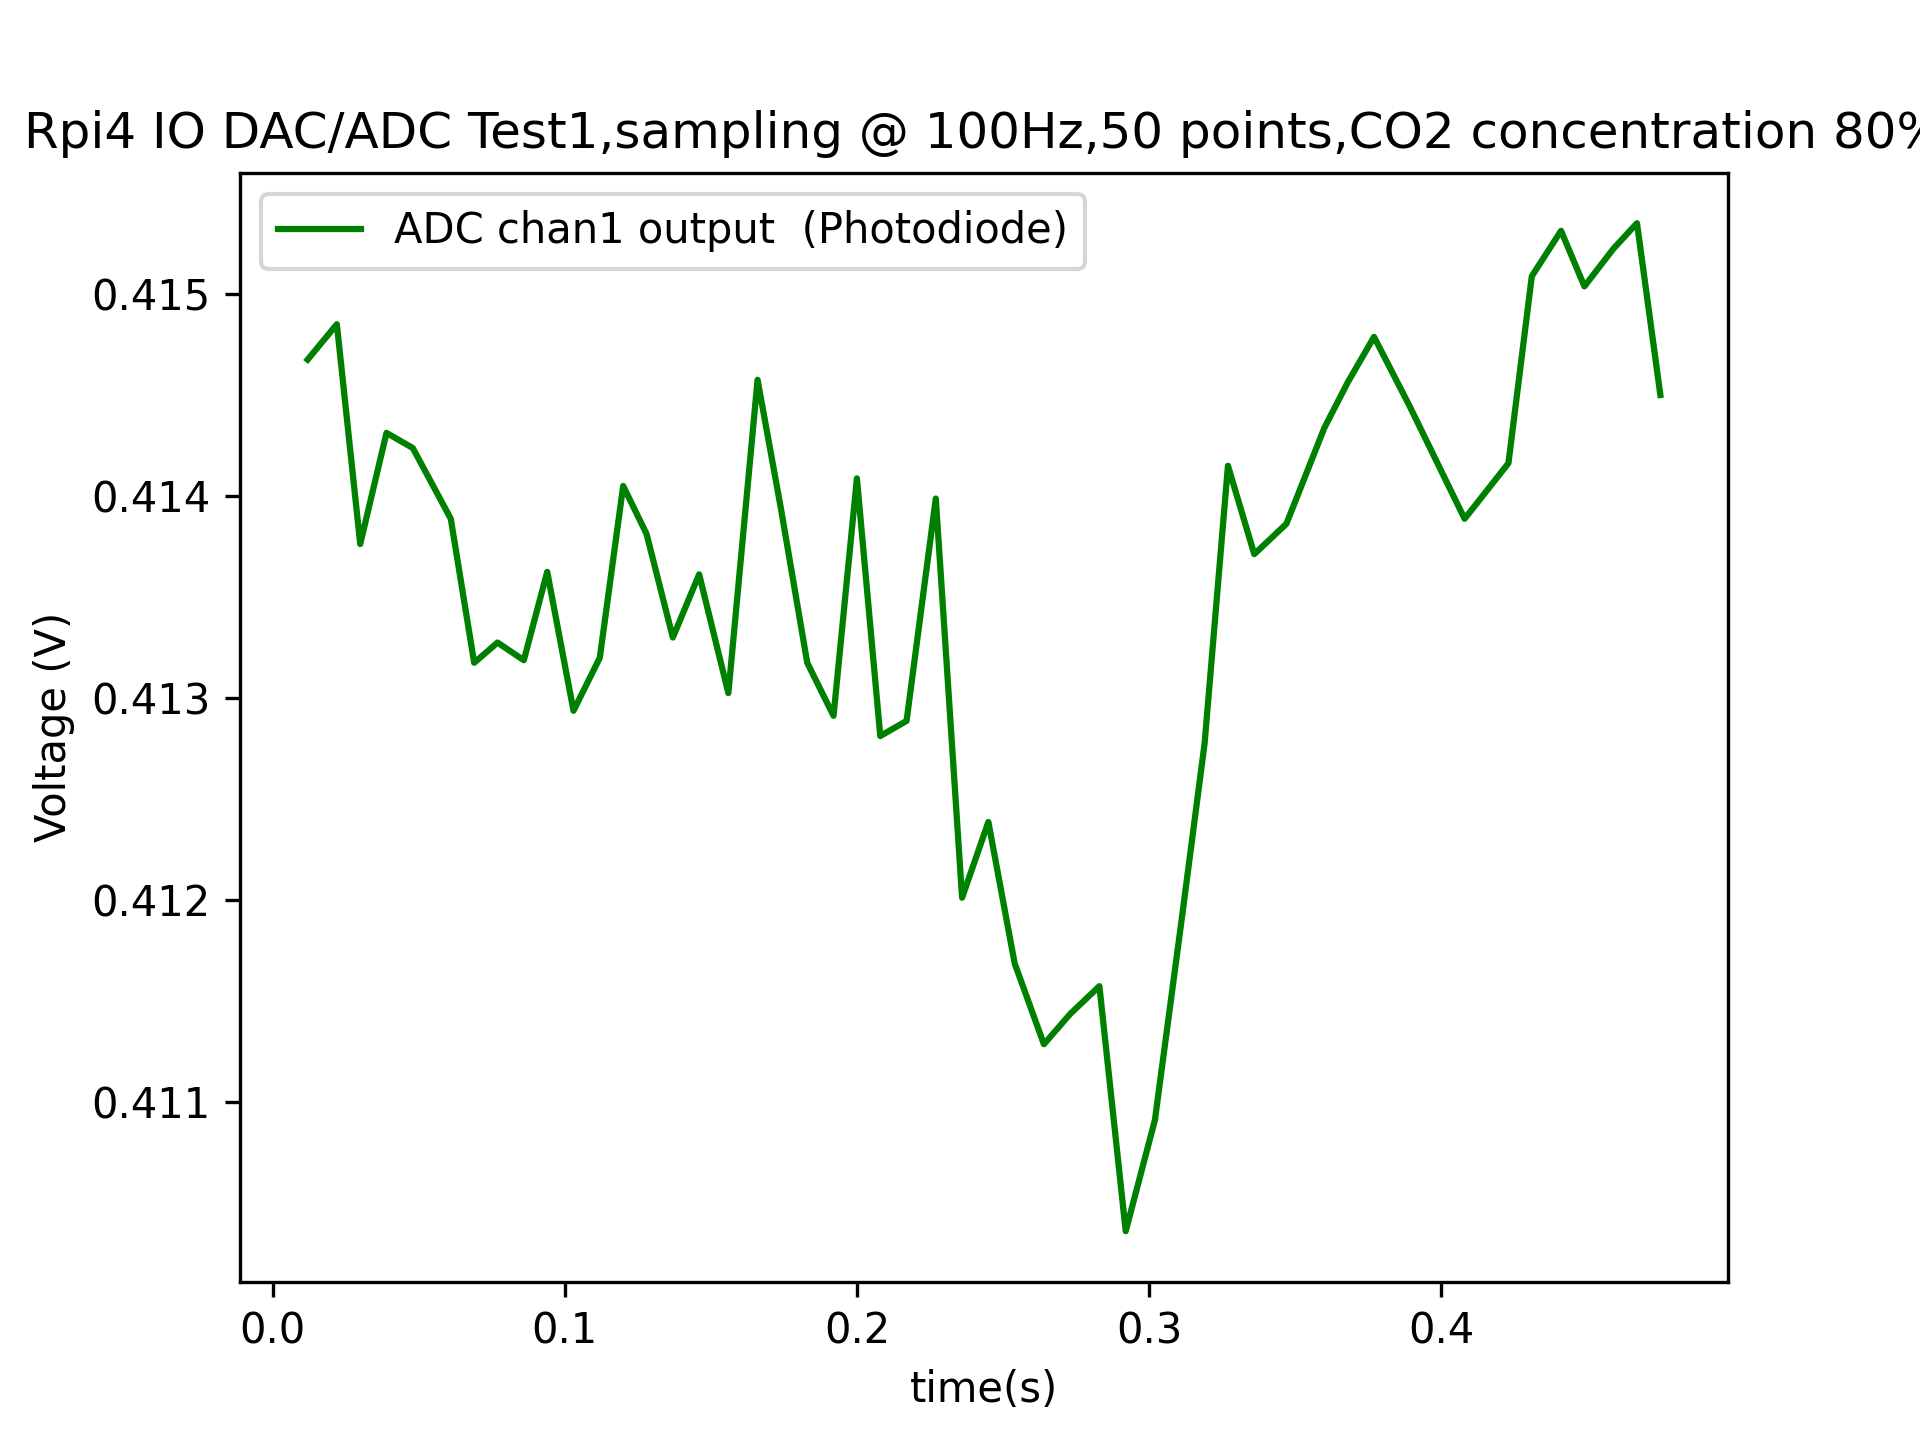 Rpi4 IO DAC/ADC Test1,sampling @ 100Hz,50 points,CO2 concentration 80%
ADC chan1 output  (Photodiode)
0.415
0.414
0.413
0.412
0.411
Voltage (V)
0.0 0.1 0.2 0.3 0.4
time(s)